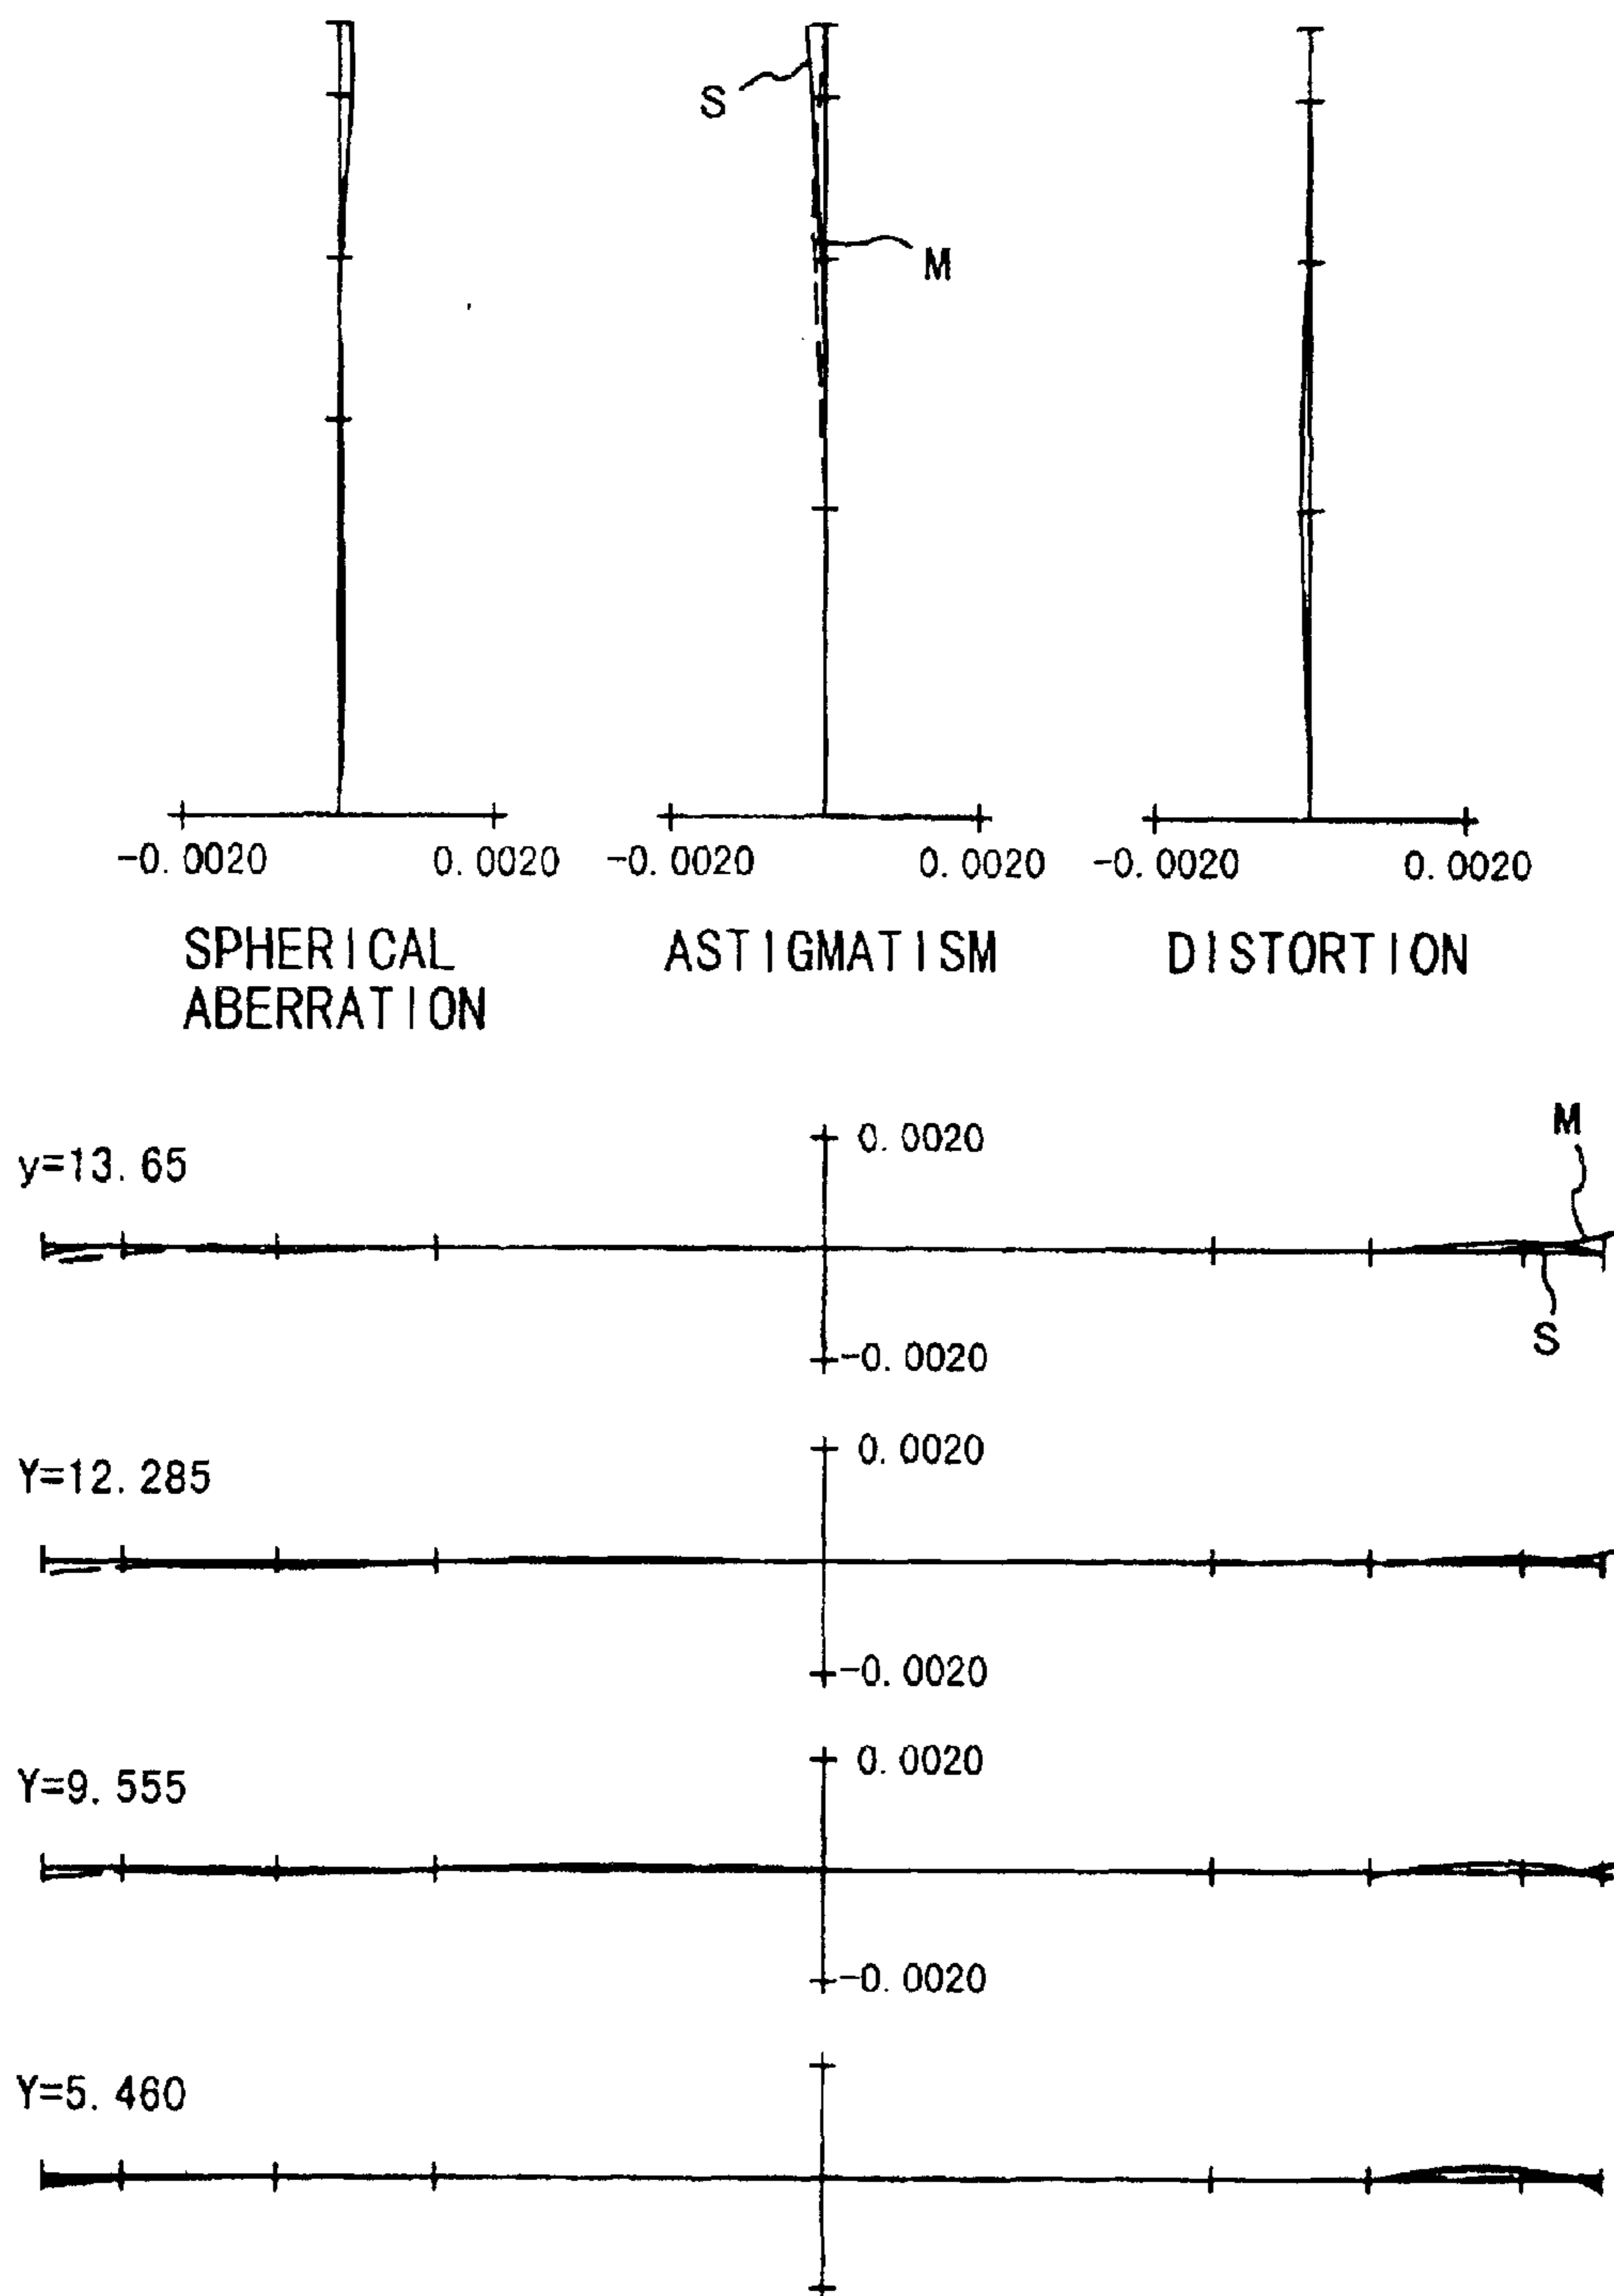 S
M
-0.0020 0.0020 -0.0020 0.0020 -0.0020 0.0020
SPHERICAL ABERRATION
ASTIGMATISM
DISTORTION
y=13.65
0.0020
M
-0.0020
S
Y=12.285
0.0020
-0.0020
Y=9.555
0.0020
-0.0020
Y=5.460